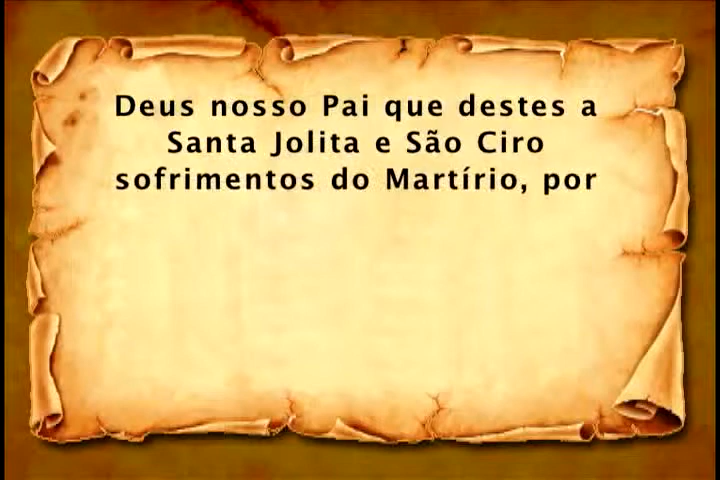 Deus nosso Pai que destes a
Santa Jolita e São Ciro
sofrimentos do Martírio, por